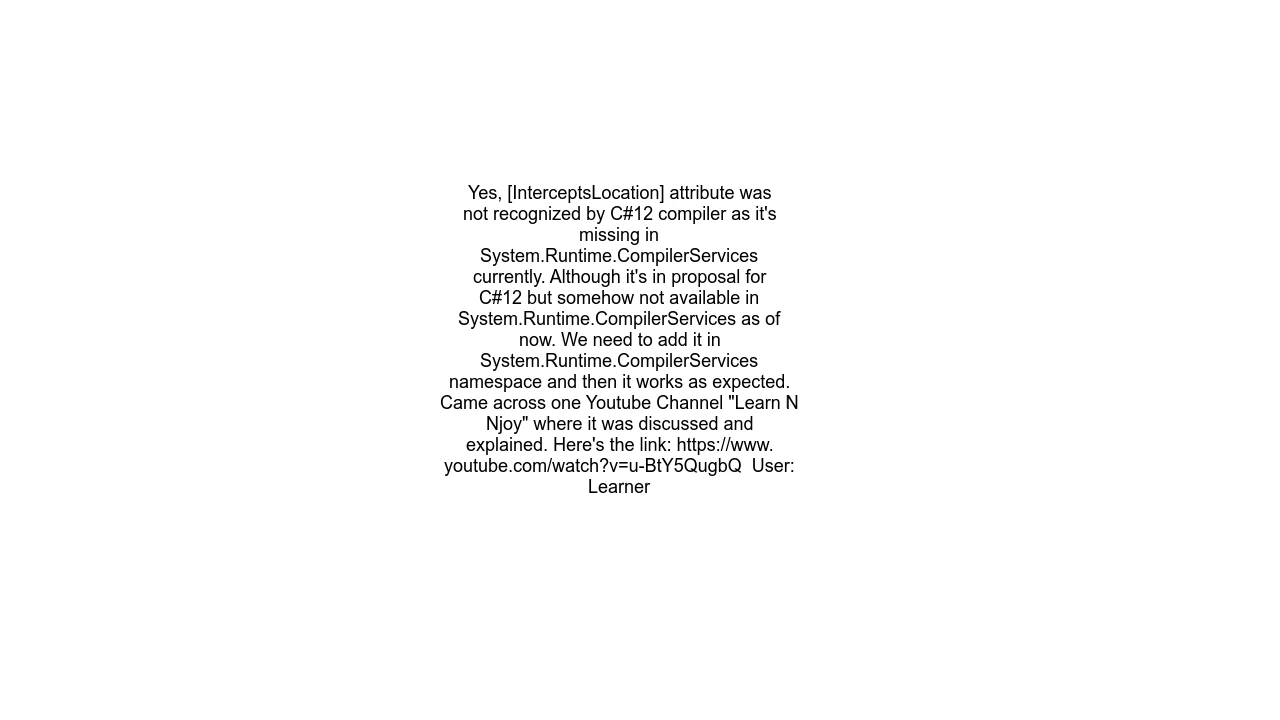 Yes, [InterceptsLocation] attribute was
not recognized by C#12 compiler as it's
missing in
System.Runtime.CompilerServices
currently. Although it's in proposal for
C#12 but somehow not available in
System.Runtime.CompilerServices as of
now. We need to add it in
System.Runtime.CompilerServices
namespace and then it works as expected.
Came across one Youtube Channel "Learn N
Njoy" where it was discussed and
explained. Here's the link: https://www.
youtube.com/watch?v=u-BtY5QugbQ  User:
Learner